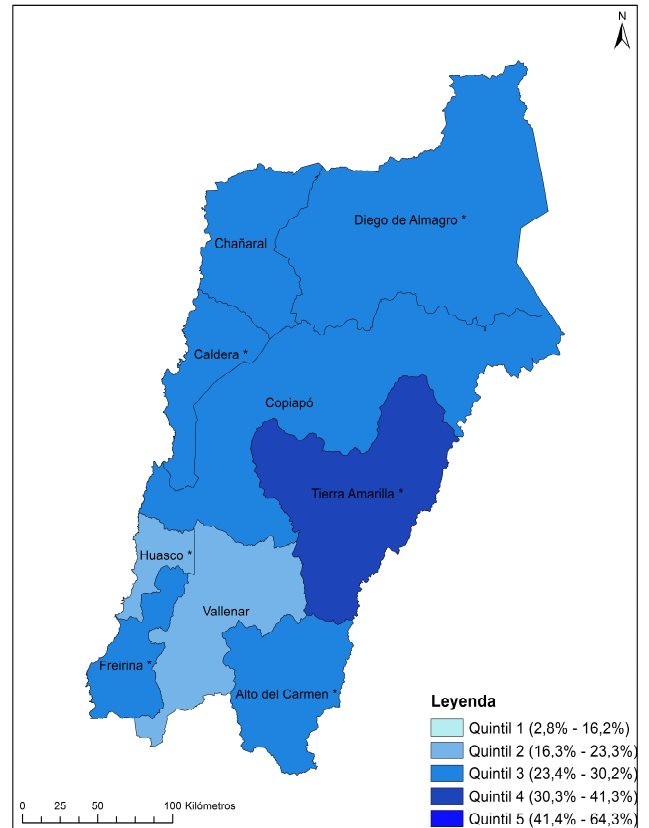 N
Diego de Almagro *
Chañaral
Caldera *
Copiapó
Tierra Amarilla *
Huasco *
Vallenar
Freirina *
Alto del Carmen *
Leyenda
Quintil 1 (2,8% - 16,2%)
Quintil 2 (16,3% - 23,3%)
Quintil 3 (23,4% - 30,2%)
Quintil 4 (30,3% - 41,3%)
Quintil 5 (41,4% - 64,3%)
0 25 50 100 Kilómetros